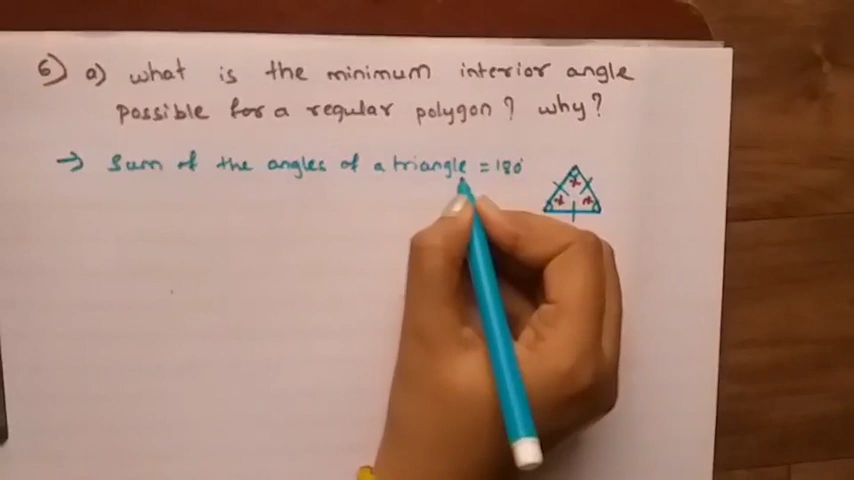 6) a) what is the minimum interior angle
possible for a regular polygon? why?
→ Sum of the angles of a triangle = 180°
x
x x